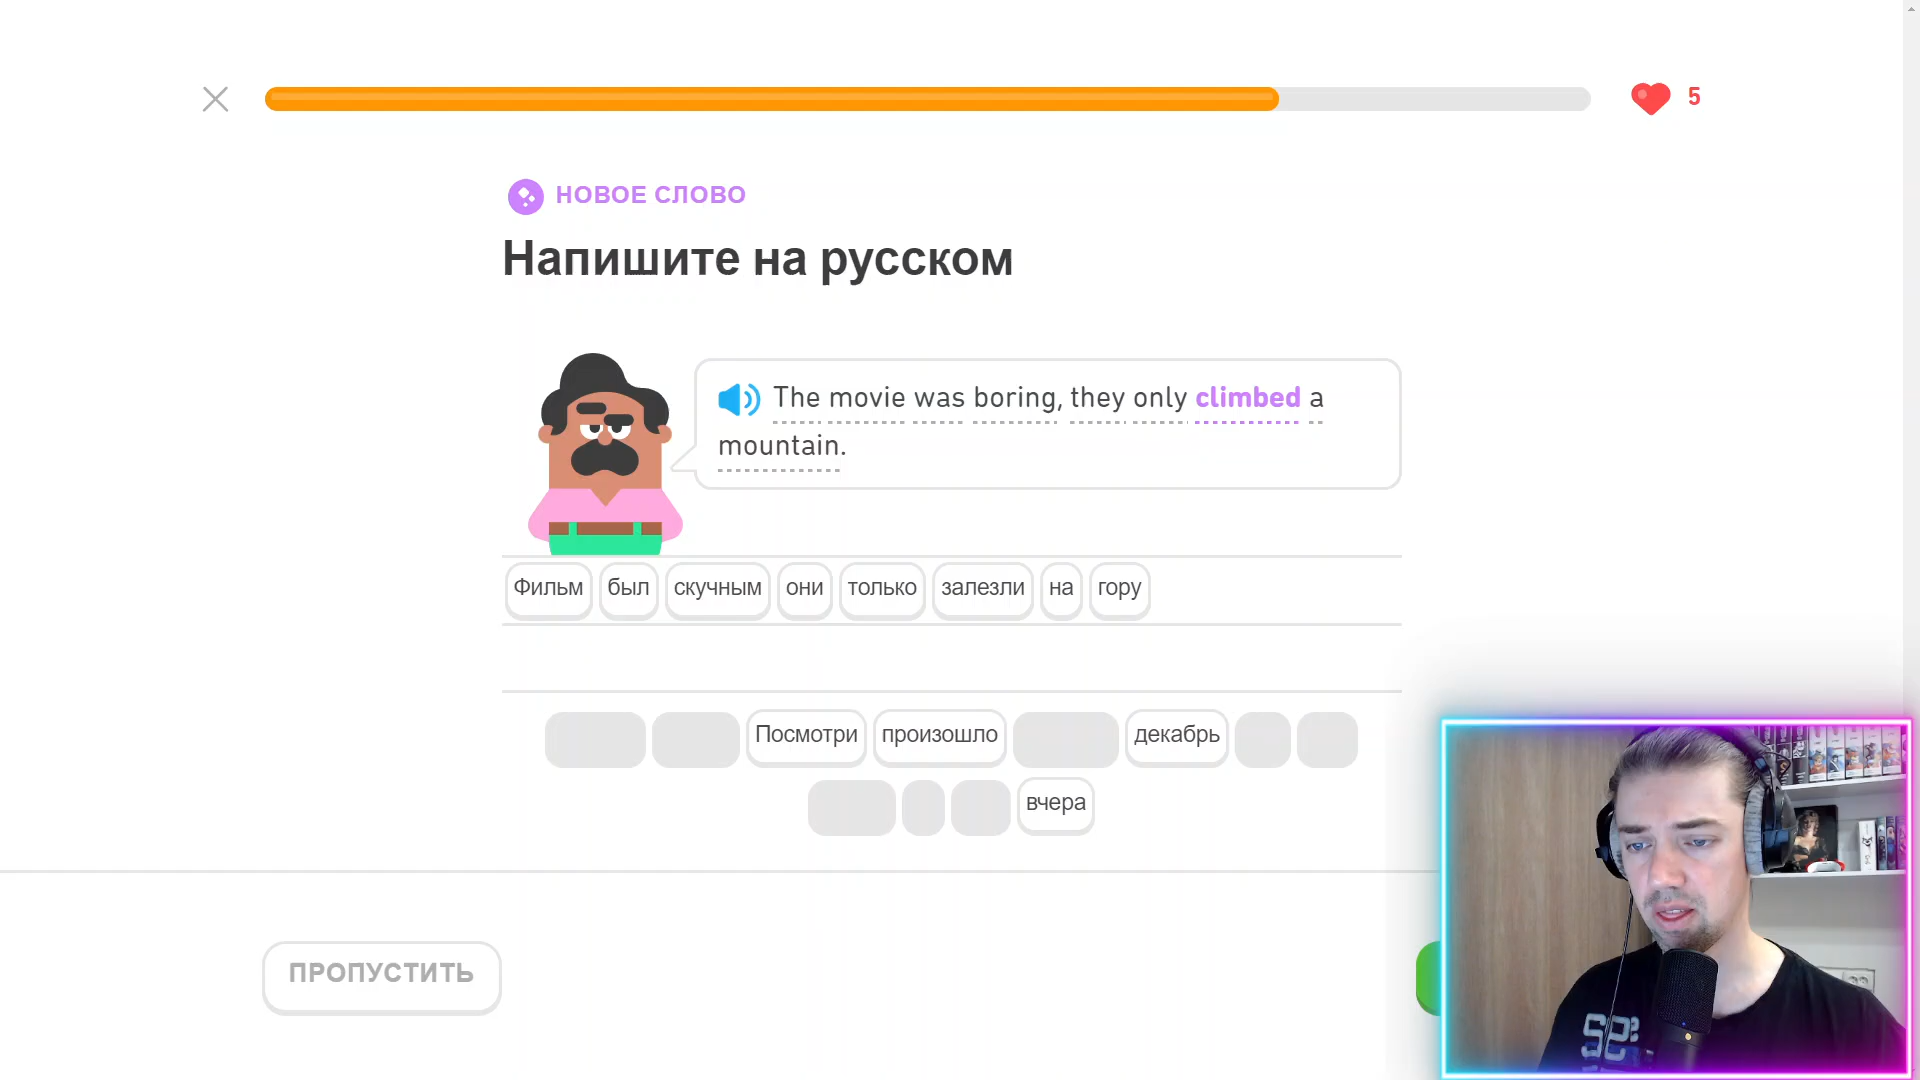 5
НОВОЕ СЛОВО
Напишите на русском
The movie was boring, they only climbed a
mountain.
Фильм был скучным они только залезли на гору
Посмотри произошло декабрь
вчера
ПРОПУСТИТЬ